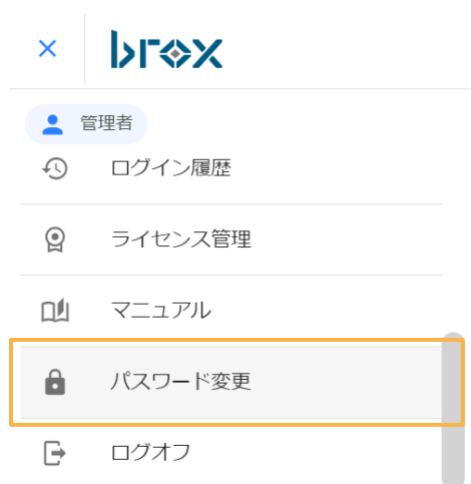 brox
管理者
ログイン履歴
ライセンス管理
マニュアル
パスワード変更
ログオフ